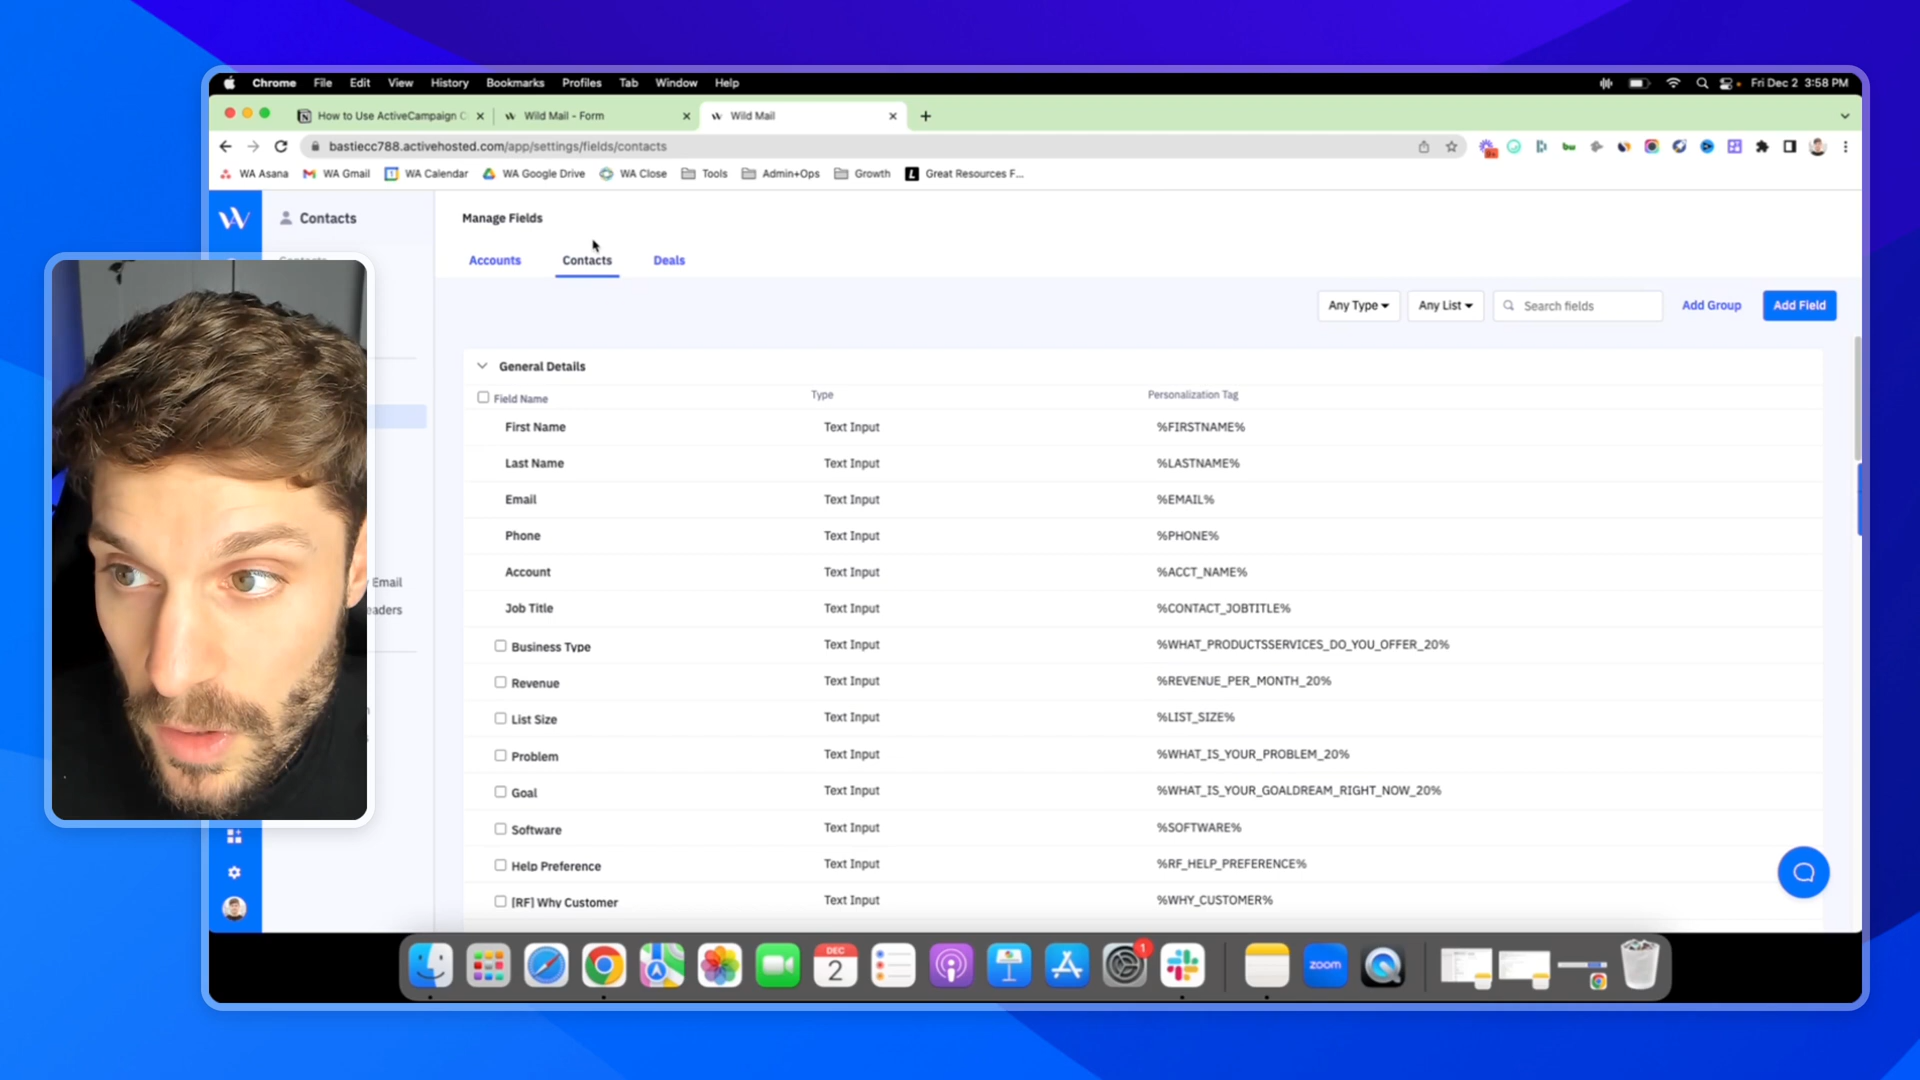 Chrome File Edit View History Bookmarks Profiles Tab Window Help Fri Dec 2 3:58 PM
How to Use ActiveCampaign C Wild Mail - Form Wild Mail
bastiecc788.activehosted.com/app/settings/fields/contacts
WA Asana WA Gmail WA Calendar WA Google Drive WA Close Tools Admin+Ops Growth Great Resources F...
Contacts
Manage Fields
Accounts Contacts Deals
Any Type Any List Search fields Add Group Add Field
General Details
Field Name Type Personalization Tag
First Name Text Input %FIRSTNAME%
Last Name Text Input %LASTNAME%
Email Text Input %EMAIL%
Phone Text Input %PHONE%
Account Text Input %ACCT_NAME%
Job Title Text Input %CONTACT_JOBTITLE%
Business Type Text Input %WHAT_PRODUCTSSERVICES_DO_YOU_OFFER_20%
Revenue Text Input %REVENUE_PER_MONTH_20%
List Size Text Input %LIST_SIZE%
Problem Text Input %WHAT_IS_YOUR_PROBLEM_20%
Goal Text Input %WHAT_IS_YOUR_GOALDREAM_RIGHT_NOW_20%
Software Text Input %SOFTWARE%
Help Preference Text Input %RF_HELP_PREFERENCE%
[RF] Why Customer Text Input %WHY_CUSTOMER%
Email
eaders
DEC
2
1
zoom